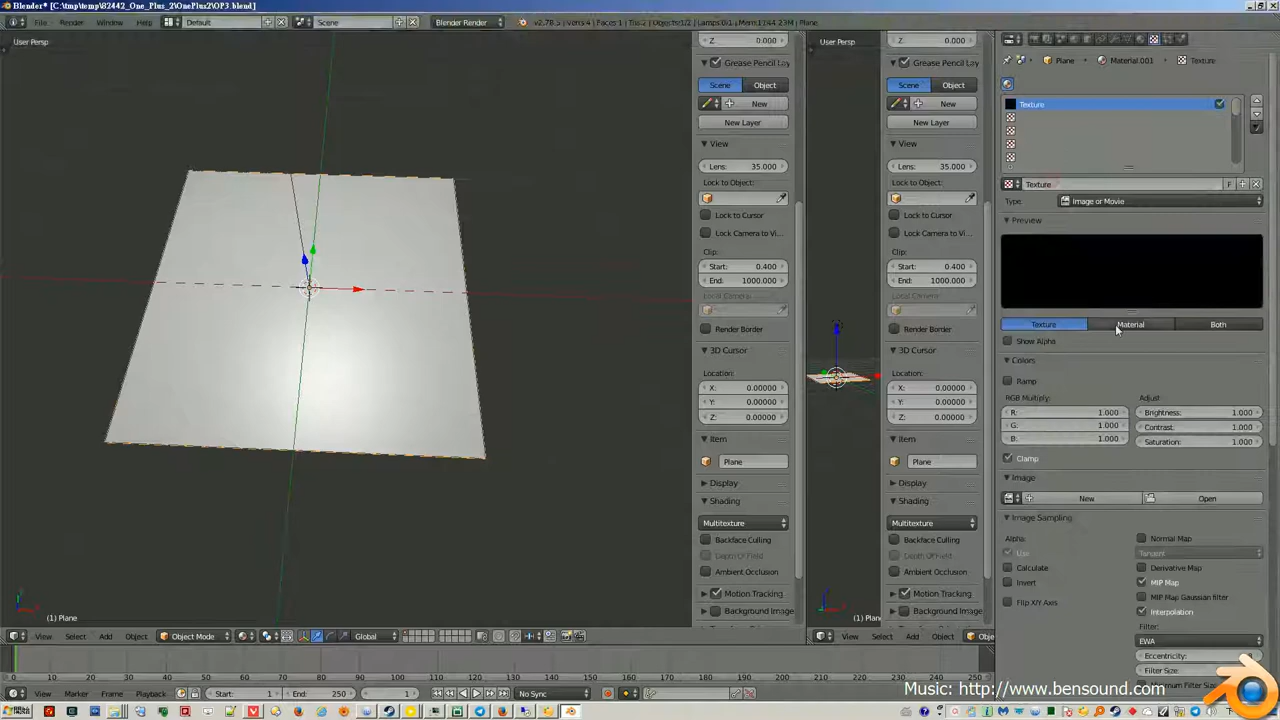 Blender* [C:\tmp\temp\82442_One_Plus_2\OnePlus2\OP3.blend]
File Render Window Help Default Scene Blender Render v2.78.5 | Verts:4 | Faces:1 | Tris:2 | Objects:1/2 | Lamps:0/1 | Mem:11.44.23M | Plane
User Persp
(1) Plane
Z 0.000
Grease Pencil Lay
Scene Object
New
New Layer
View
Lens: 35.000
Lock to Object:
Lock to Cursor
Lock Camera to Vi...
Clip:
Start: 0.400
End: 1000.000
Local Camera:
Render Border
3D Cursor
Location:
X: 0.00000
Y: 0.00000
Z: 0.00000
Item
Plane
Display
Shading
Multitexture
Backface Culling
Depth Of Field
Ambient Occlusion
Motion Tracking
Background Image
User Persp
(1) Plane
Z 0.000
Grease Pencil Lay
Scene Object
New
New Layer
View
Lens: 35.000
Lock to Object:
Lock to Cursor
Lock Camera to Vi...
Clip:
Start: 0.400
End: 1000.000
Local Camera:
Render Border
3D Cursor
Location:
X: 0.00000
Y: 0.00000
Z: 0.00000
Item
Plane
Display
Shading
Multitexture
Backface Culling
Depth Of Field
Ambient Occlusion
Motion Tracking
Background Image
Plane Material.001 Texture
Texture
Texture F
Type: Image or Movie
Preview
Texture Material Both
Show Alpha
Colors
Ramp
RGB Multiply: Adjust:
R: 1.000 Brightness: 1.000
G: 1.000 Contrast: 1.000
B: 1.000 Saturation: 1.000
Clamp
Image
New Open
Image Sampling
Alpha: Normal Map
Use Tangent
Calculate Derivative Map
Invert MIP Map
MIP Map Gaussian filter
Flip X/Y Axis Interpolation
Filter:
EWA
Eccentricity:
Filter Size
Minimum Filter Size
View Select Add Object Object Mode Global
View Select Add Object Obje
0 10 20 30 40 50 60 70 80 90 100 110 120 130 140 150 160 170 180 190 200 210 220 230 240 250
View Marker Frame Playback Start: 1 End: 250 1 No Sync
Music: http://www.bensound.com